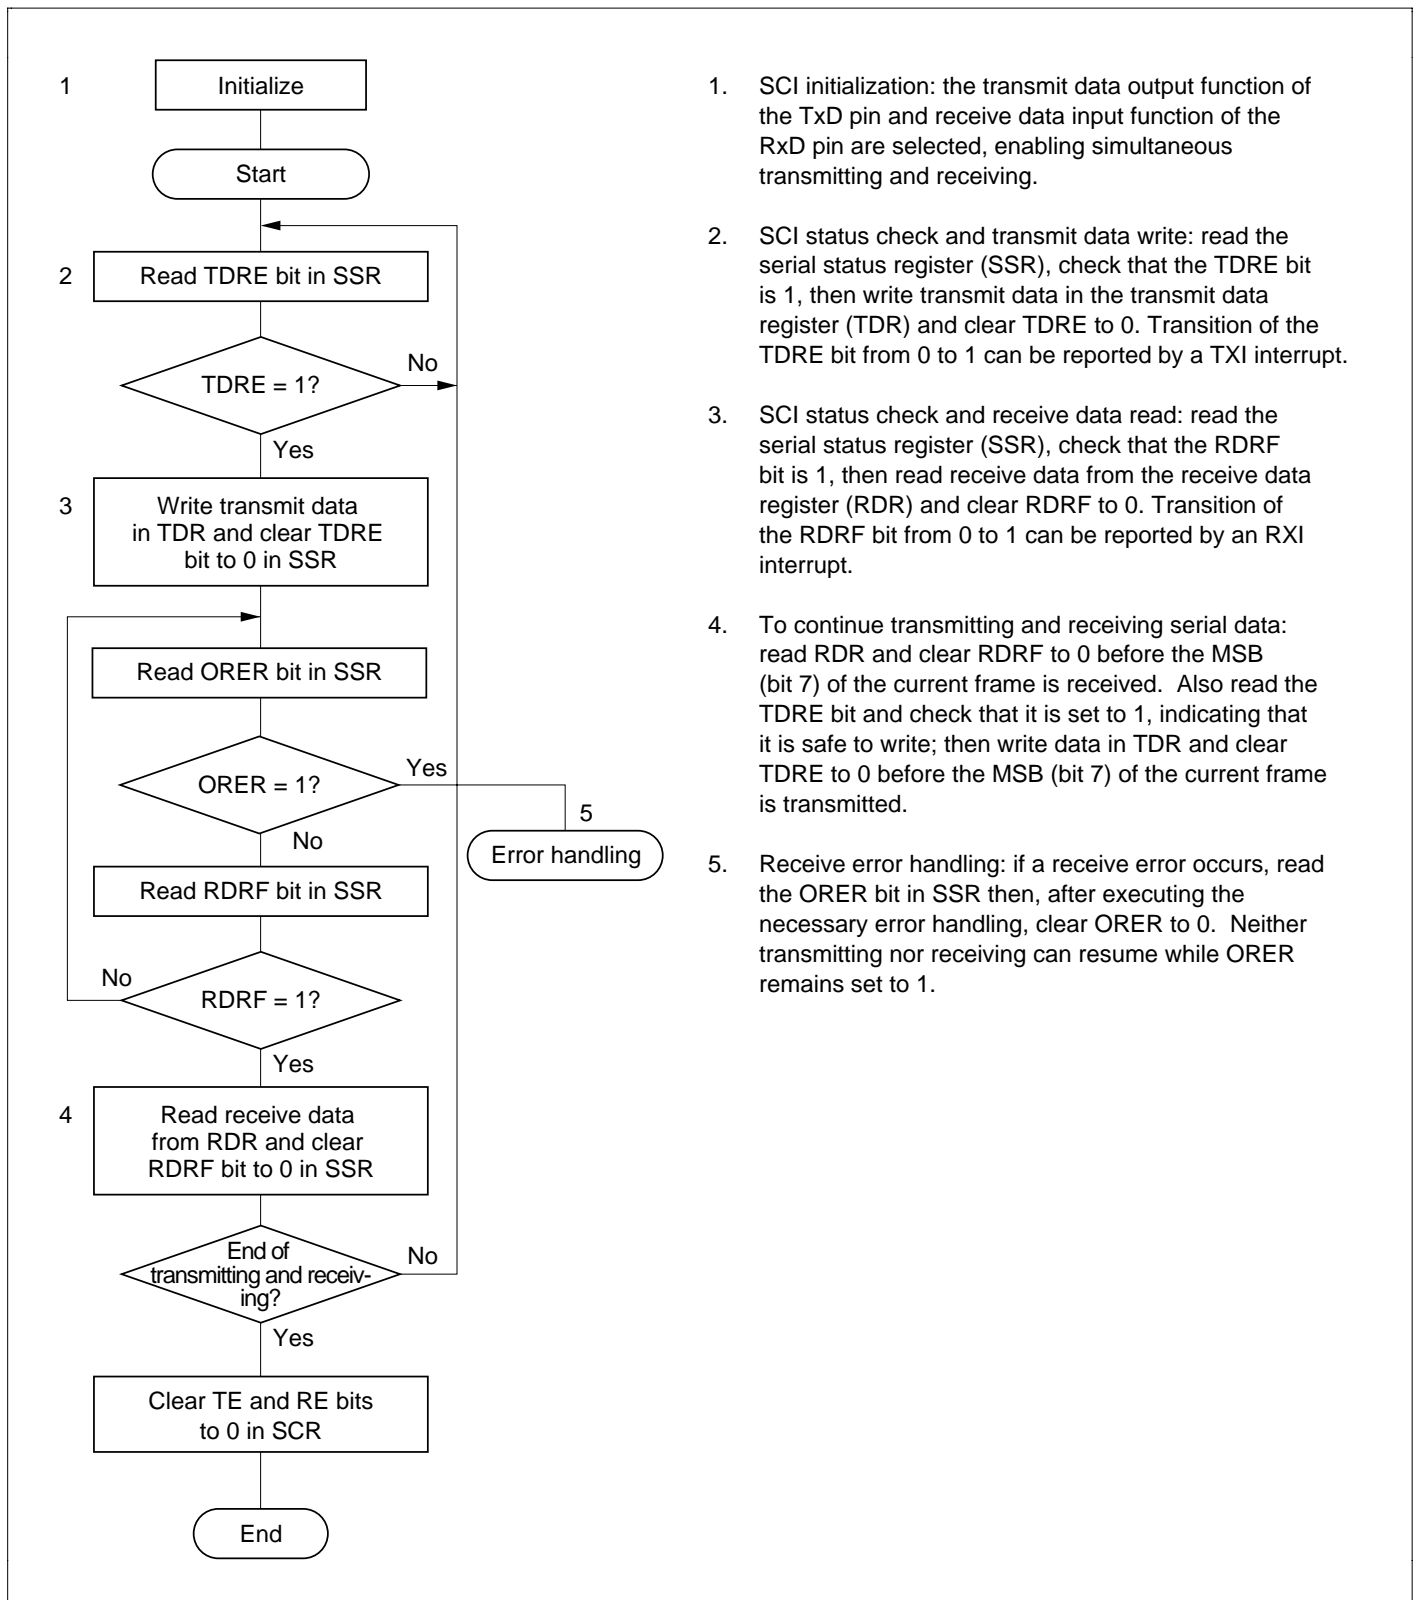 1
Initialize
Start
2
Read TDRE bit in SSR
TDRE = 1?
No
Yes
3
Write transmit data
in TDR and clear TDRE
bit to 0 in SSR
Read ORER bit in SSR
ORER = 1?
Yes
No
5
Error handling
Read RDRF bit in SSR
No
RDRF = 1?
Yes
4
Read receive data
from RDR and clear
RDRF bit to 0 in SSR
End of
transmitting and receiv-
ing?
No
Yes
Clear TE and RE bits
to 0 in SCR
End
1. SCI initialization: the transmit data output function of
the TxD pin and receive data input function of the
RxD pin are selected, enabling simultaneous
transmitting and receiving.
2. SCI status check and transmit data write: read the
serial status register (SSR), check that the TDRE bit
is 1, then write transmit data in the transmit data
register (TDR) and clear TDRE to 0. Transition of the
TDRE bit from 0 to 1 can be reported by a TXI interrupt.
3. SCI status check and receive data read: read the
serial status register (SSR), check that the RDRF
bit is 1, then read receive data from the receive data
register (RDR) and clear RDRF to 0. Transition of
the RDRF bit from 0 to 1 can be reported by an RXI
interrupt.
4. To continue transmitting and receiving serial data:
read RDR and clear RDRF to 0 before the MSB
(bit 7) of the current frame is received. Also read the
TDRE bit and check that it is set to 1, indicating that
it is safe to write; then write data in TDR and clear
TDRE to 0 before the MSB (bit 7) of the current frame
is transmitted.
5. Receive error handling: if a receive error occurs, read
the ORER bit in SSR then, after executing the
necessary error handling, clear ORER to 0. Neither
transmitting nor receiving can resume while ORER
remains set to 1.